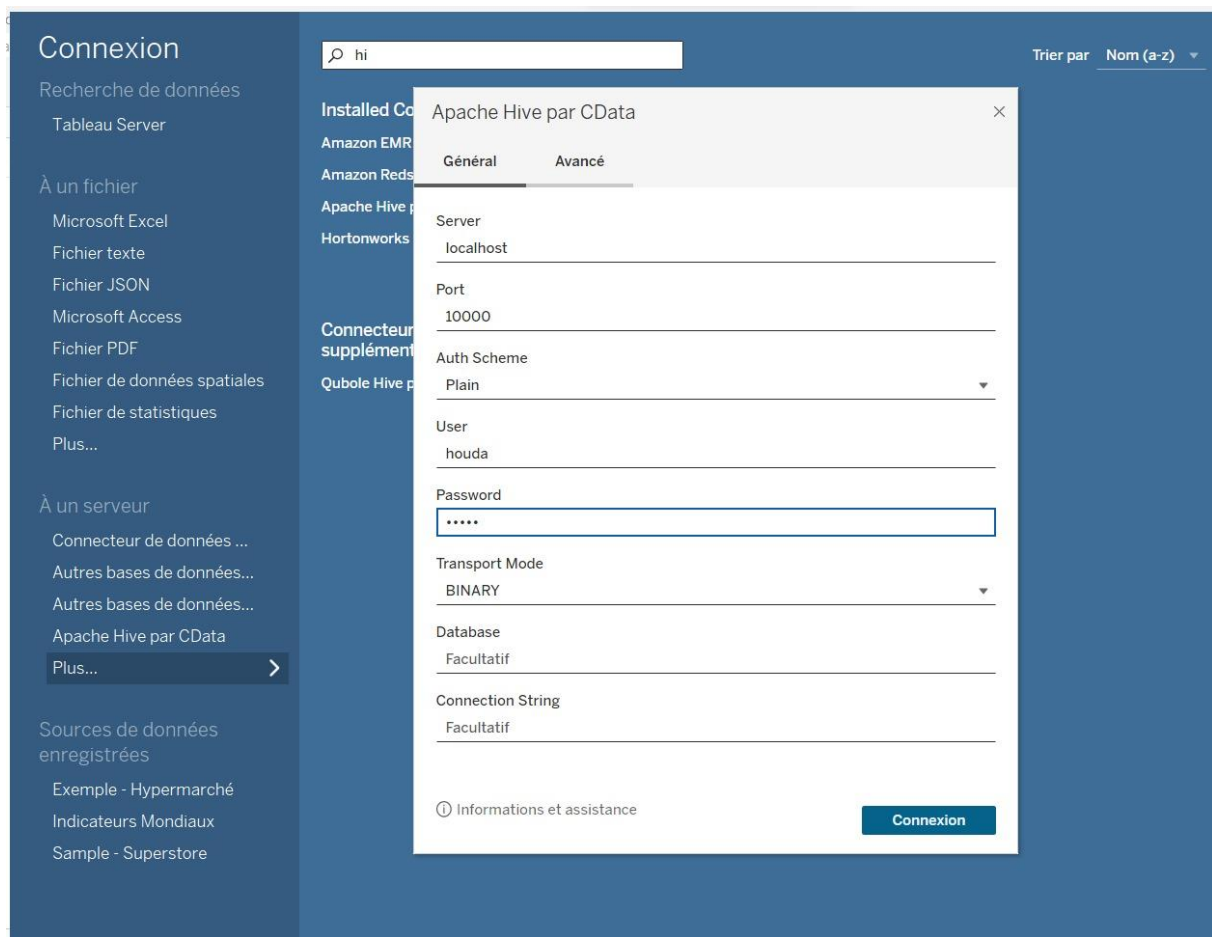 Connexion
Recherche de données
Tableau Server
À un fichier
Microsoft Excel
Fichier texte
Fichier JSON
Microsoft Access
Fichier PDF
Fichier de données spatiales
Fichier de statistiques
Plus...
À un serveur
Connecteur de données ...
Autres bases de données...
Autres bases de données...
Apache Hive par CData
Plus...
Sources de données
enregistrées
Exemple - Hypermarché
Indicateurs Mondiaux
Sample - Superstore
hi
Trier par Nom (a-z)
Installed Co
Amazon EMR
Amazon Reds
Apache Hive p
Hortonworks
Connecteur
supplément
Qubole Hive p
Apache Hive par CData
Général Avancé
Server
localhost
Port
10000
Auth Scheme
Plain
User
houda
Password
•••••
Transport Mode
BINARY
Database
Facultatif
Connection String
Facultatif
Informations et assistance
Connexion